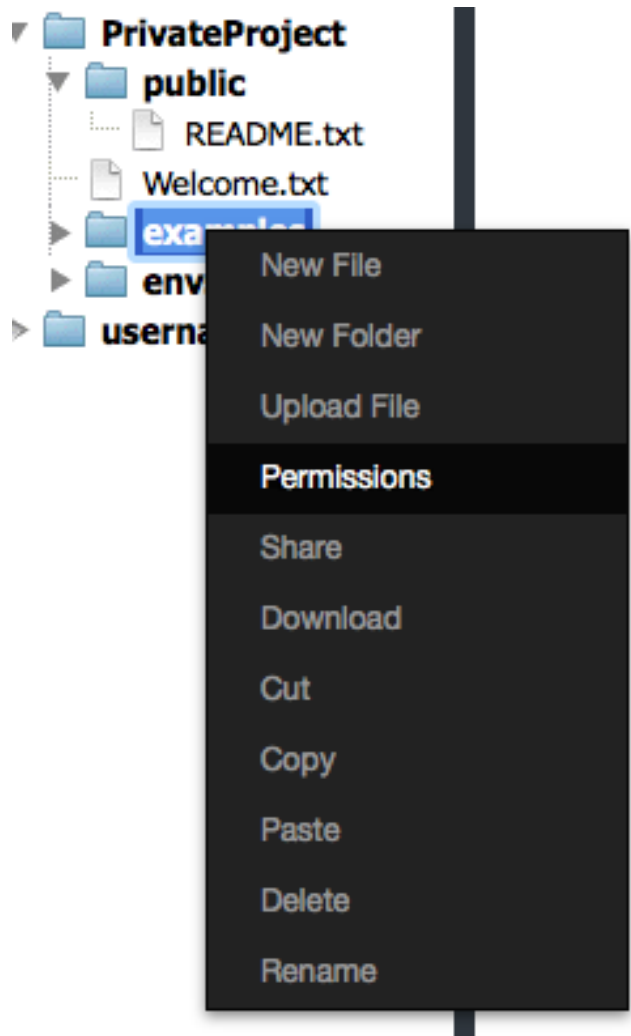 PrivateProject
public
README.txt
Welcome.txt
examples
New File
New Folder
Upload File
Permissions
Share
Download
Cut
Copy
Paste
Delete
Rename